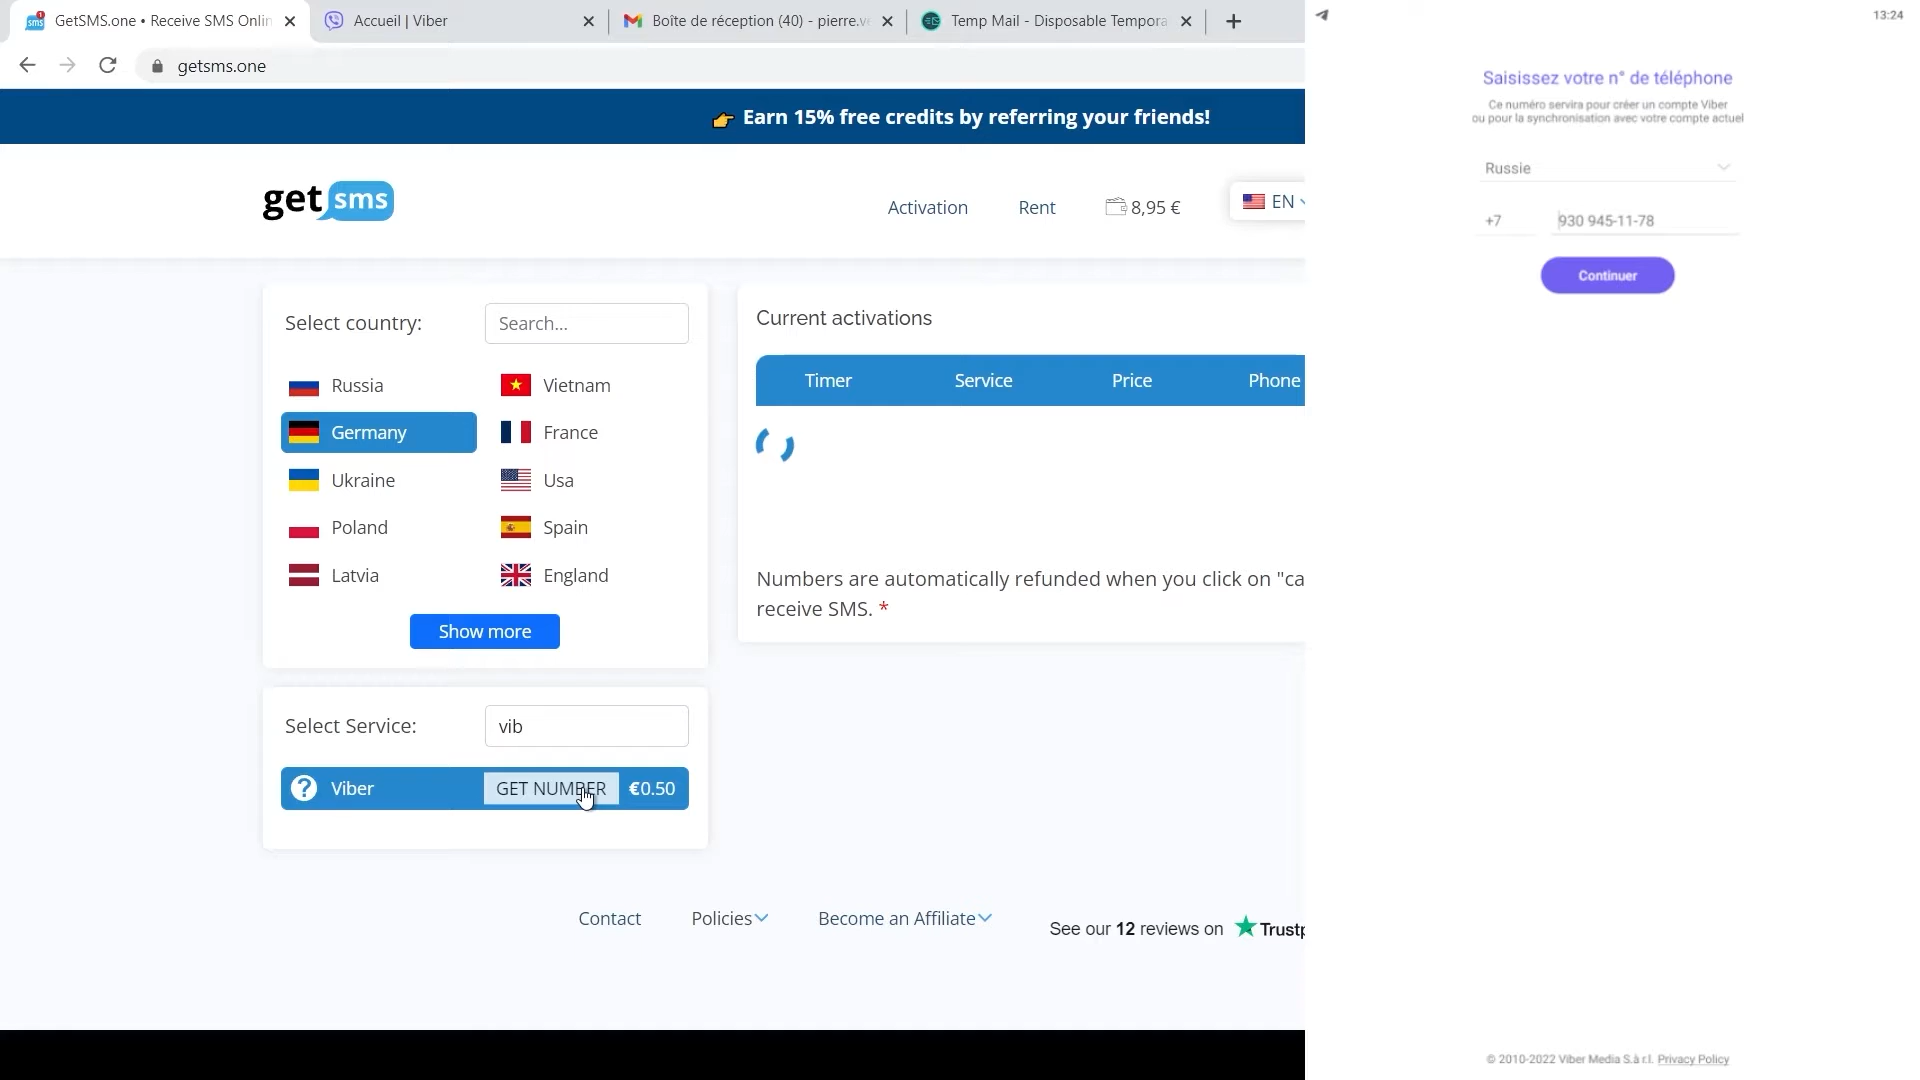 GetSMS.one • Receive SMS Onlin
Accueil | Viber
Boîte de réception (40) - pierre.ve
Temp Mail - Disposable Tempora
getsms.one
Earn 15% free credits by referring your friends!
get sms
Activation
Rent
8,95 €
EN
Select country:
Search...
Russia
Vietnam
Germany
France
Ukraine
Usa
Poland
Spain
Latvia
England
Show more
Select Service:
vib
? Viber
GET NUMBER
€0.50
Current activations
Timer
Service
Price
Phone
Numbers are automatically refunded when you click on "ca
receive SMS. *
Contact
Policies
Become an Affiliate
See our 12 reviews on
Trustp
13:24
Saisissez votre n° de téléphone
Ce numéro servira pour créer un compte Viber
ou pour la synchronisation avec votre compte actuel
Russie
+7
930 945-11-78
Continuer
© 2010-2022 Viber Media S.à r.l. Privacy Policy